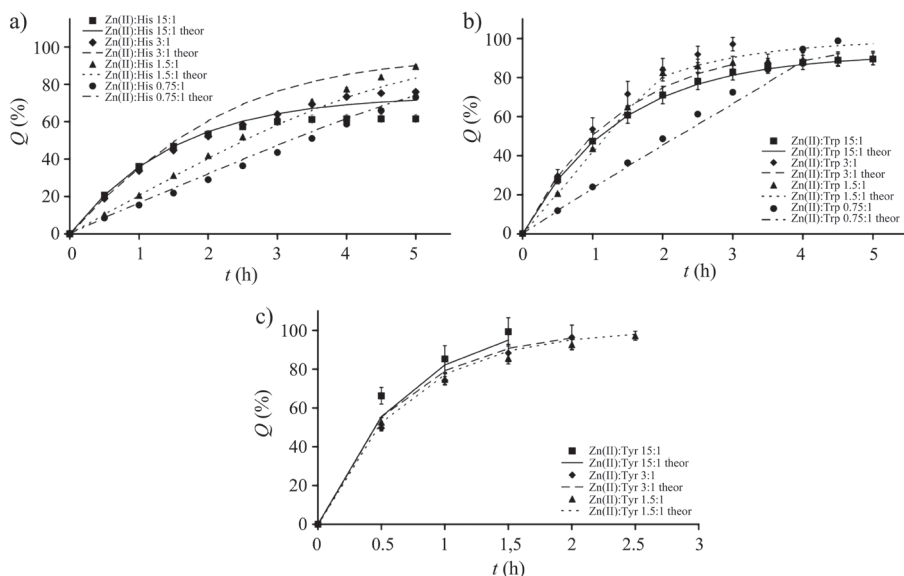 a)
Zn(II):His 15:1
Zn(II):His 15:1 theor
Zn(II):His 3:1
Zn(II):His 3:1 theor
Zn(II):His 1.5:1
Zn(II):His 1.5:1 theor
Zn(II):His 0.75:1
Zn(II):His 0.75:1 theor
Q (%)
100
80
60
40
20
0
0 1 2 3 4 5
t (h)
b)
Q (%)
100
80
60
40
20
0
Zn(II):Trp 15:1
Zn(II):Trp 15:1 theor
Zn(II):Trp 3:1
Zn(II):Trp 3:1 theor
Zn(II):Trp 1.5:1
Zn(II):Trp 1.5:1 theor
Zn(II):Trp 0.75:1
Zn(II):Trp 0.75:1 theor
0 1 2 3 4 5
t (h)
c)
Q (%)
100
80
60
40
20
0
Zn(II):Tyr 15:1
Zn(II):Tyr 15:1 theor
Zn(II):Tyr 3:1
Zn(II):Tyr 3:1 theor
Zn(II):Tyr 1.5:1
Zn(II):Tyr 1.5:1 theor
0 0.5 1 1,5 2 2.5 3
t (h)